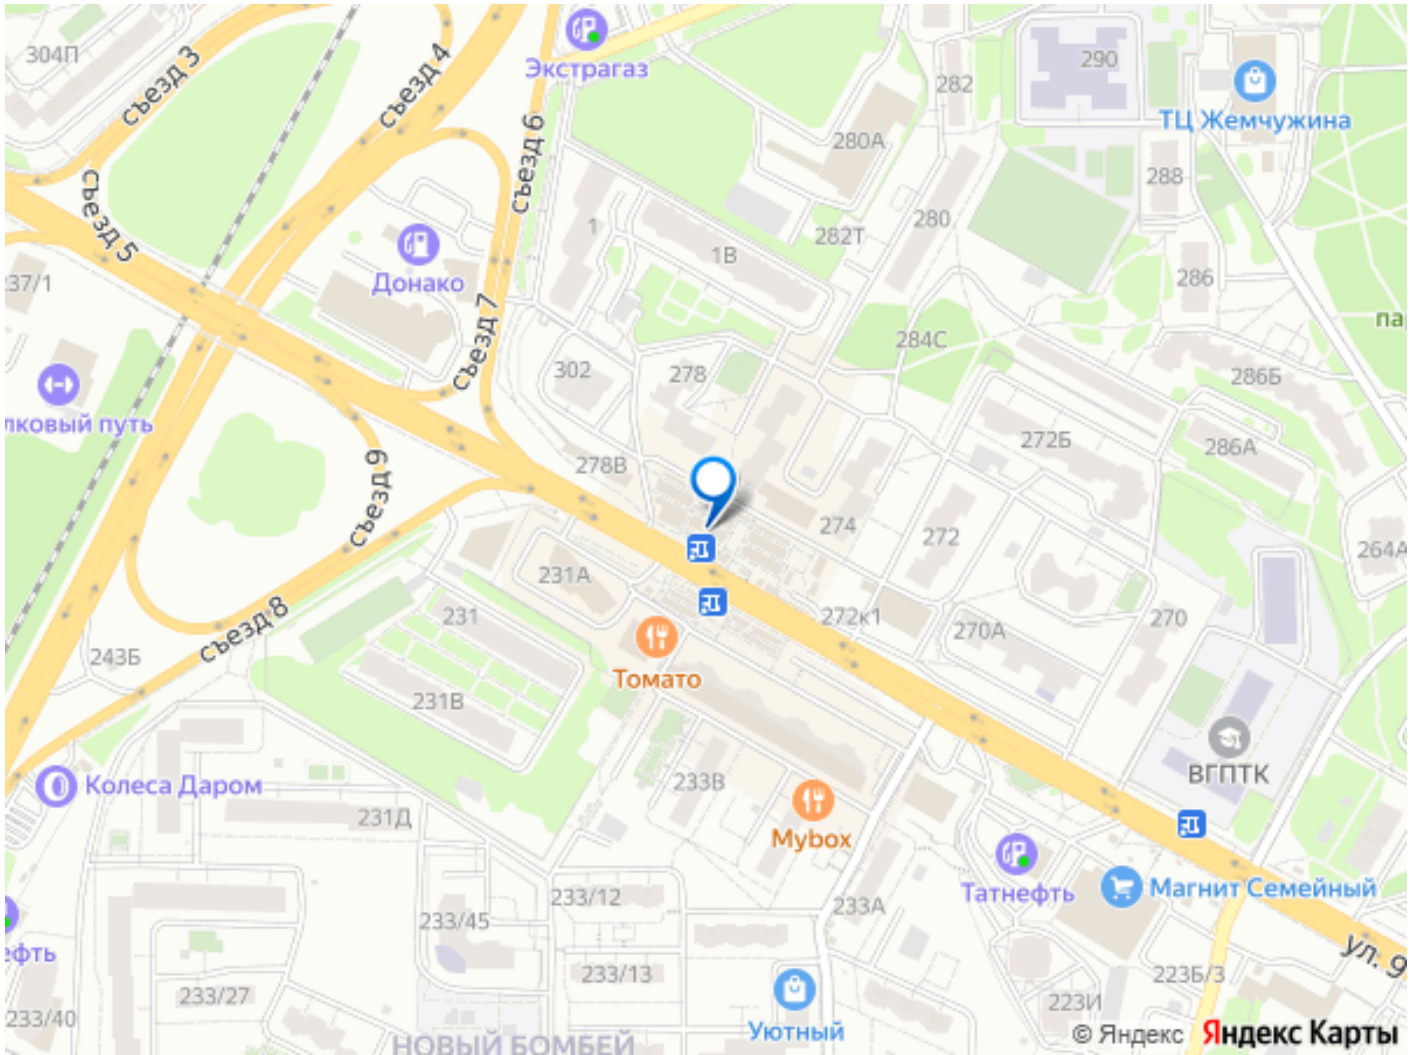 304П
съезд 3
съезд 4
Экстрагаз
282
290
ТЦ Жемчужина
280А
съезд 6
288
съезд 5
1
280
282Т
1В
Донако
37/1
286
па
съезд 7
284С
302
278
286Б
лковый путь
272Б
286А
278В
съезд 9
274
272
264А
231А
231
272к1
270А
270
съезд 8
243Б
Томато
231В
ВГПТК
233В
Колеса Даром
231Д
Mybox
Татнефть
Магнит Семейный
233/12
233А
233/45
ефть
ул. 9
233/13
223Б/3
233/27
223И
233/40
Уютный
НОВЫЙ БОМБЕЙ
© Яндекс Яндекс Карты